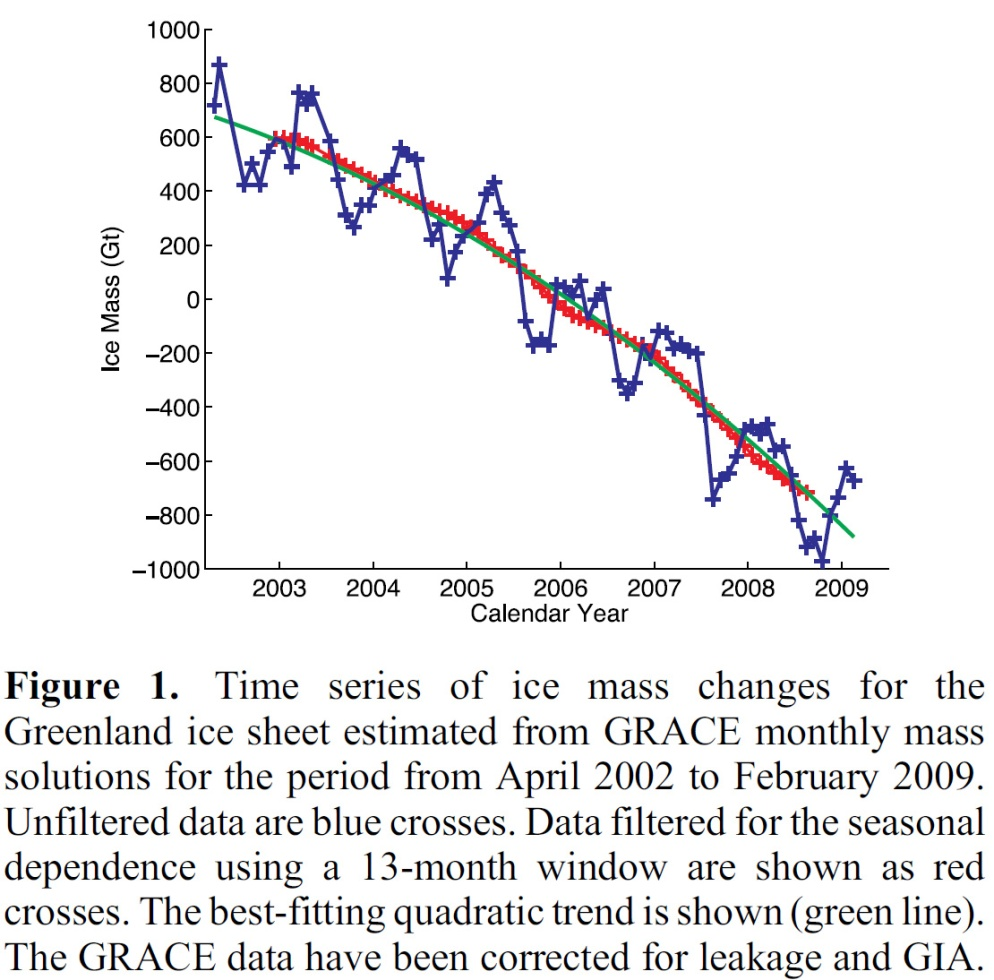 1000
800
600
400
200
0
−200
−400
−600
−800
−1000
Ice Mass (Gt)
2003 2004 2005 2006 2007 2008 2009
Calendar Year
Figure 1. Time series of ice mass changes for the
Greenland ice sheet estimated from GRACE monthly mass
solutions for the period from April 2002 to February 2009.
Unfiltered data are blue crosses. Data filtered for the seasonal
dependence using a 13-month window are shown as red
crosses. The best-fitting quadratic trend is shown (green line).
The GRACE data have been corrected for leakage and GIA.